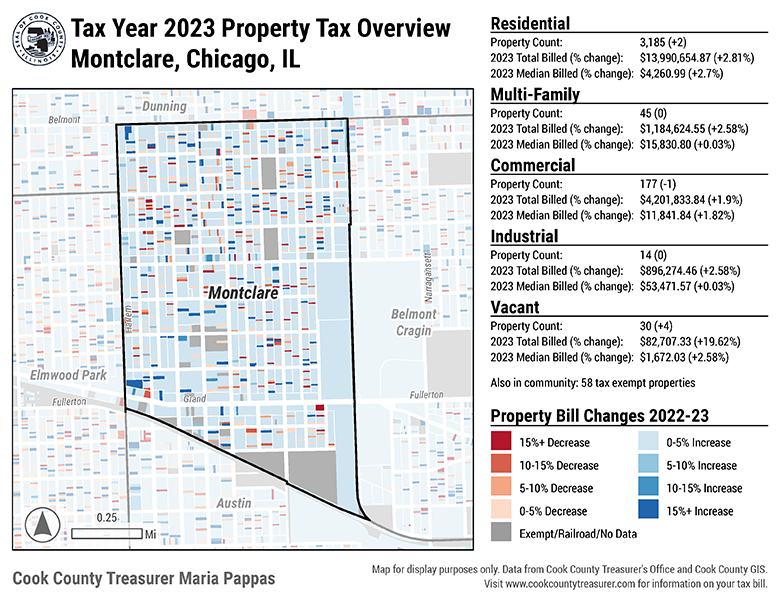 SEAL OF COOK COUNTY
ILLINOIS
Tax Year 2023 Property Tax Overview
Montclare, Chicago, IL
Dunning
Belmont
Montclare
Harlem
Narragansett
Belmont
Cragin
Elmwood Park
Fullerton
Grand
Fullerton
Austin
0.25
Mi
Residential
Property Count: 3,185 (+2)
2023 Total Billed (% change): $13,990,654.87 (+2.81%)
2023 Median Billed (% change): $4,260.99 (+2.7%)
Multi-Family
Property Count: 45 (0)
2023 Total Billed (% change): $1,184,624.55 (+2.58%)
2023 Median Billed (% change): $15,830.80 (+0.03%)
Commercial
Property Count: 177 (-1)
2023 Total Billed (% change): $4,201,833.84 (+1.9%)
2023 Median Billed (% change): $11,841.84 (+1.82%)
Industrial
Property Count: 14 (0)
2023 Total Billed (% change): $896,274.46 (+2.58%)
2023 Median Billed (% change): $53,471.57 (+0.03%)
Vacant
Property Count: 30 (+4)
2023 Total Billed (% change): $82,707.33 (+19.62%)
2023 Median Billed (% change): $1,672.03 (+2.58%)
Also in community: 58 tax exempt properties
Property Bill Changes 2022-23
15%+ Decrease
0-5% Increase
10-15% Decrease
5-10% Increase
5-10% Decrease
10-15% Increase
0-5% Decrease
15%+ Increase
Exempt/Railroad/No Data
Cook County Treasurer Maria Pappas
Map for display purposes only. Data from Cook County Treasurer's Office and Cook County GIS.
Visit www.cookcountytreasurer.com for information on your tax bill.